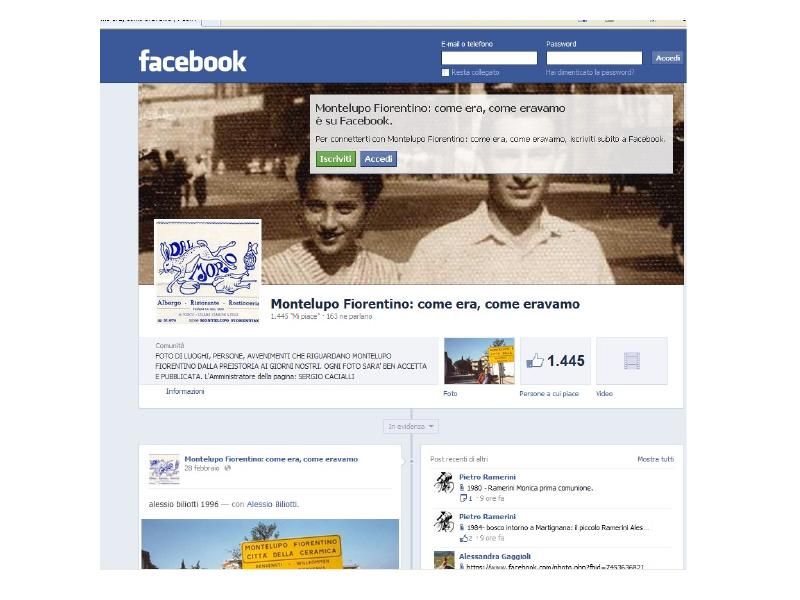 facebook
E-mail o telefono
Password
Accedi
Resta collegato
Hai dimenticato la password?
Montelupo Fiorentino: come era, come eravamo
è su Facebook.
Per connetterti con Montelupo Fiorentino: come era, come eravamo, iscriviti subito a Facebook.
Iscriviti
Accedi
DAL
MORO
Albergo - Ristorante - Rosticceria
MONTELUPO FIORENTINO
Montelupo Fiorentino: come era, come eravamo
1.445 "Mi piace" · 163 ne parlano
Comunità
FOTO DI LUOGHI, PERSONE, AVVENIMENTI CHE RIGUARDANO MONTELUPO
FIORENTINO DALLA PREISTORIA AI GIORNI NOSTRI. OGNI FOTO SARA' BEN ACCETTA
E PUBBLICATA. L'Amministratore della pagina: SERGIO CACIALLI
Informazioni
1.445
Foto
Persone a cui piace
Video
In evidenza
Montelupo Fiorentino: come era, come eravamo
28 febbraio
alessio biliotti 1996 — con Alessio Biliotti.
MONTELUPO FIORENTINO
CITTÀ DELLA CERAMICA
BENVENUTI - WILLKOMMEN
Post recenti di altri
Mostra tutti
Pietro Ramerini
1980 - Ramerini Monica prima comunione.
1 · 9 ore fa
Pietro Ramerini
1984- bosco intorno a Martignana: il piccolo Ramerini Ales...
2 · 9 ore fa
Alessandra Gaggioli